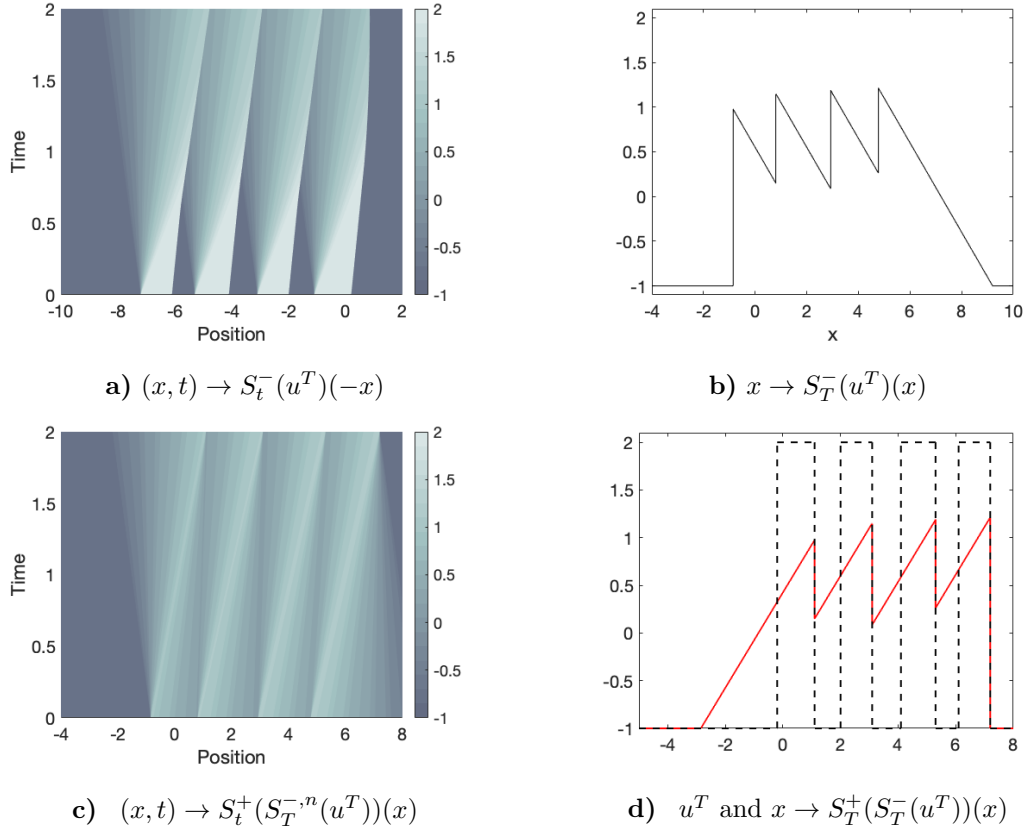 2
1.5
1
0.5
0
Time
-10 -8 -6 -4 -2 0 2
Position
2
1.5
1
0.5
0
-0.5
-1
a) (x, t) → S_t^-(u^T)(-x)
2
1.5
1
0.5
0
-0.5
-1
-4 -2 0 2 4 6 8 10
x
b) x → S_T^-(u^T)(x)
2
1.5
1
0.5
0
Time
-4 -2 0 2 4 6 8
Position
2
1.5
1
0.5
0
-0.5
-1
c) (x, t) → S_t^+(S_T^{-,n}(u^T))(x)
2
1.5
1
0.5
0
-0.5
-1
0 2 4 6 8
d) u^T and x → S_T^+(S_T^-(u^T))(x)